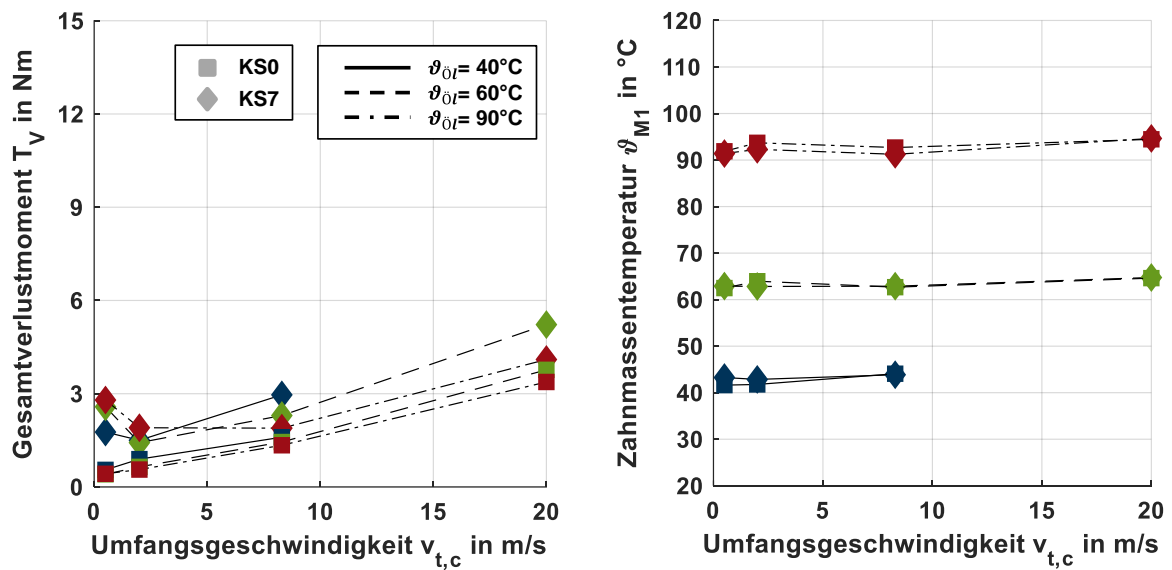 Gesamtverlustmoment T_V in Nm
15
12
9
6
3
0
KS0
KS7
ϑ_Öl = 40°C
ϑ_Öl = 60°C
ϑ_Öl = 90°C
0 5 10 15 20
Umfangsgeschwindigkeit v_t,c in m/s
Zahnmassentemperatur ϑ_M1 in °C
120
110
100
90
80
70
60
50
40
30
20
0 5 10 15 20
Umfangsgeschwindigkeit v_t,c in m/s